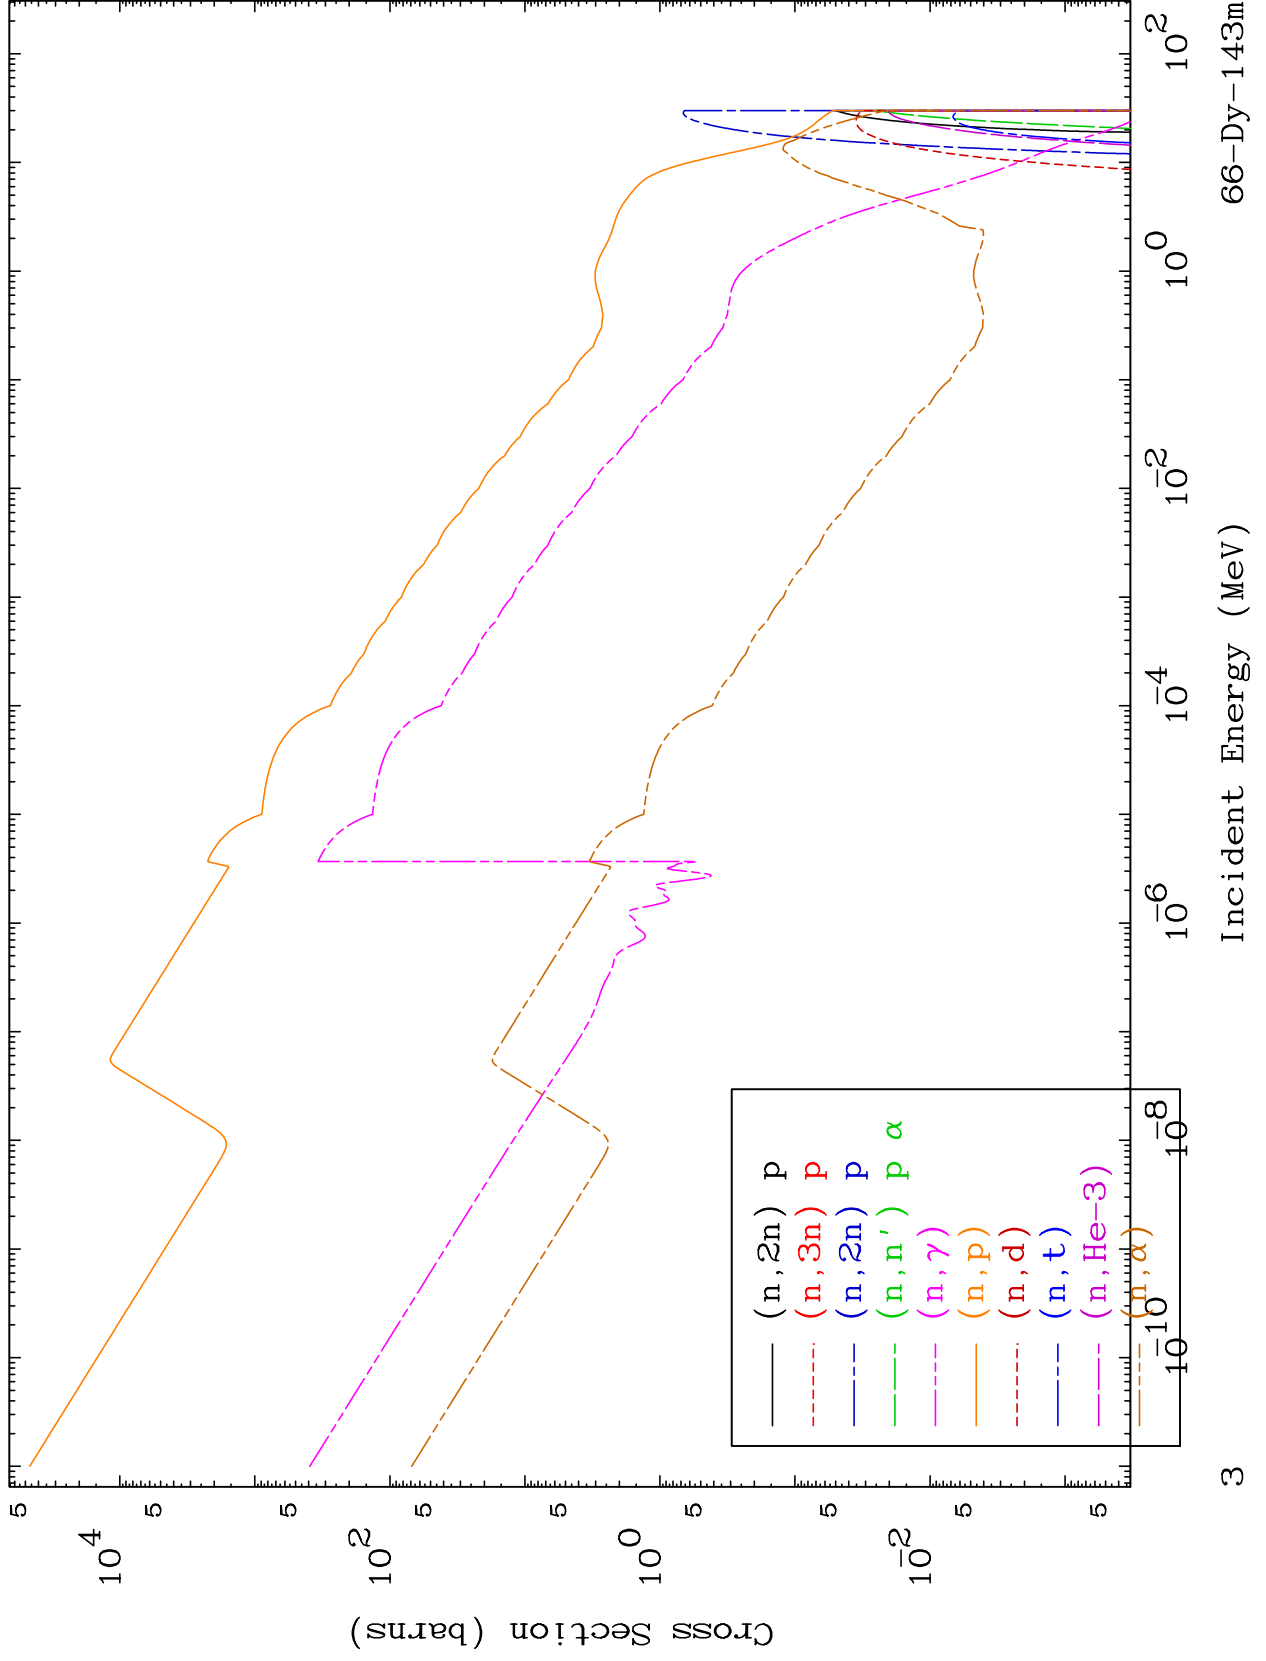 Cross Section (barns)
5
10^4
5
5
10^2
5
5
10^0
5
5
10^-2
5
5
(n,2n) p
(n,3n) p
(n,2n) p
(n,n') p α
(n,γ)
(n,p)
(n,d)
(n,t)
(n,He-3)
(n,α)
10^-10
10^-8
10^-6
10^-4
10^-2
10^0
10^2
3
Incident Energy (MeV)
66-Dy-143m